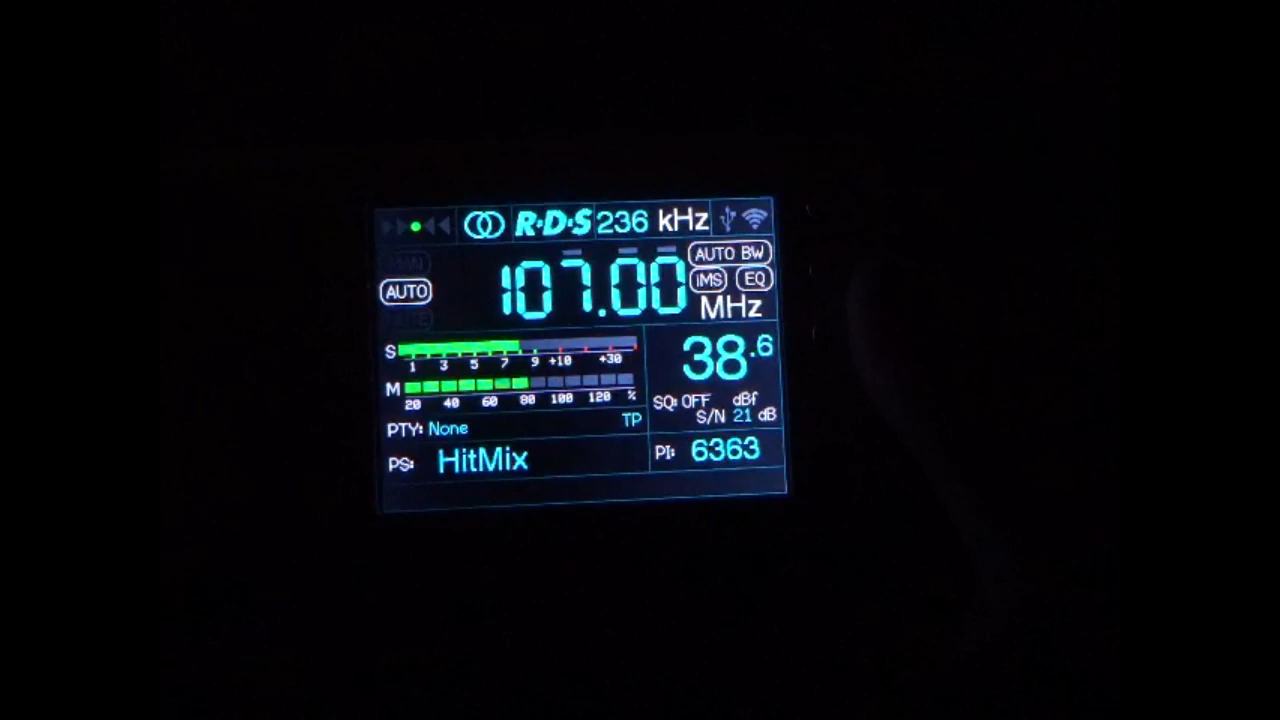 R·D·S 236 kHz
MAN
AUTO BW
AUTO 107.00 iMS EQ
MHz
S 1 3 5 7 9 +10 +30
38.6
M 20 40 60 80 100 120 %
SQ: OFF dBf
S/N 21 dB
PTY: None TP
PS: HitMix PI: 6363